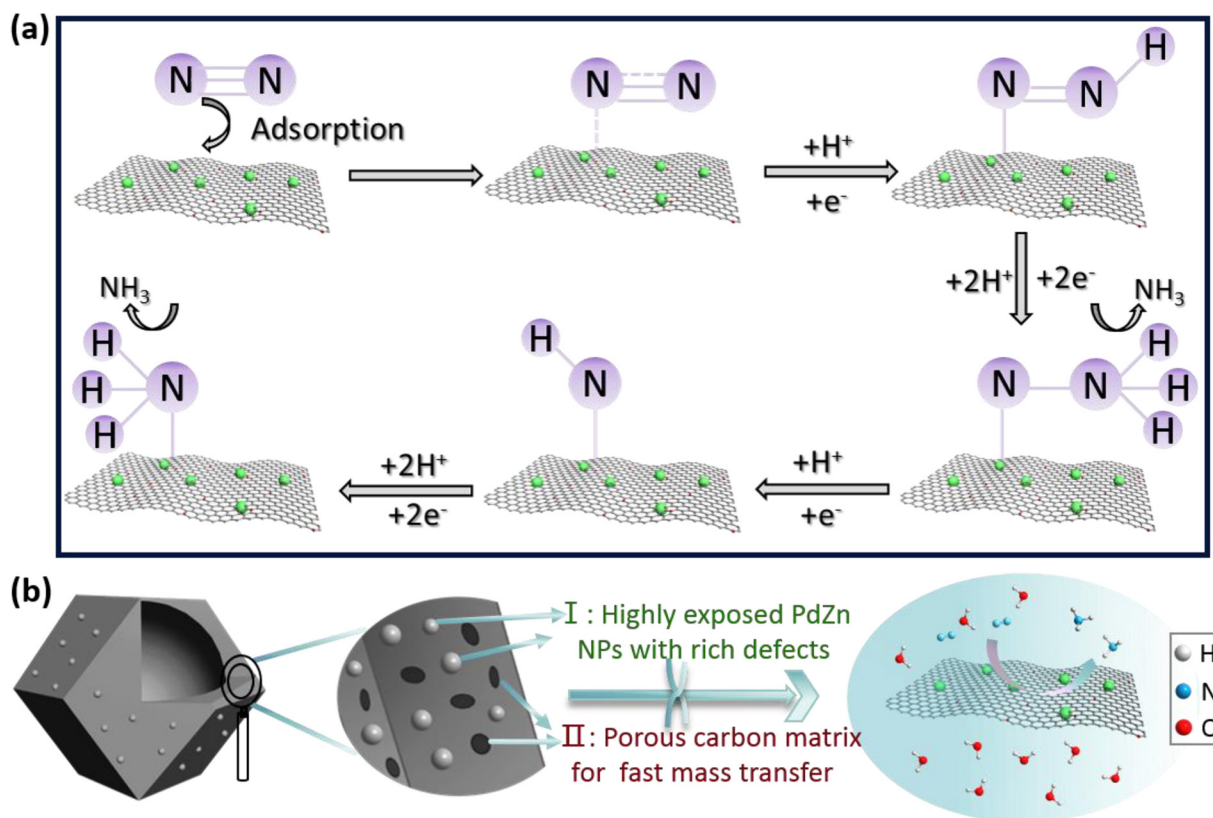 (a)
N N
Adsorption
N N
+H⁺
+e⁻
N N H
+2H⁺ +2e⁻
NH₃
H
H
H
N
+2H⁺
+2e⁻
H
N
+H⁺
+e⁻
N N
H
H
H
NH₃
(b)
I : Highly exposed PdZn
NPs with rich defects
II : Porous carbon matrix
for fast mass transfer
H
N
O